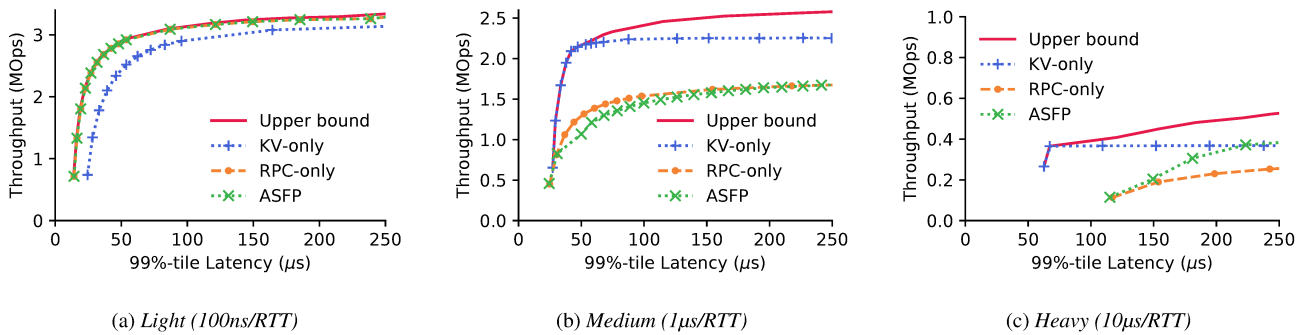 Throughput (MOps)
3
2
1
0
0 50 100 150 200 250
99%-tile Latency (μs)
Upper bound
KV-only
RPC-only
ASFP
(a) Light (100ns/RTT)
Throughput (MOps)
2.5
2.0
1.5
1.0
0.5
0.0
0 50 100 150 200 250
99%-tile Latency (μs)
Upper bound
KV-only
RPC-only
ASFP
(b) Medium (1μs/RTT)
Throughput (MOps)
1.0
0.8
0.6
0.4
0.2
0.0
0 50 100 150 200 250
99%-tile Latency (μs)
Upper bound
KV-only
RPC-only
ASFP
(c) Heavy (10μs/RTT)